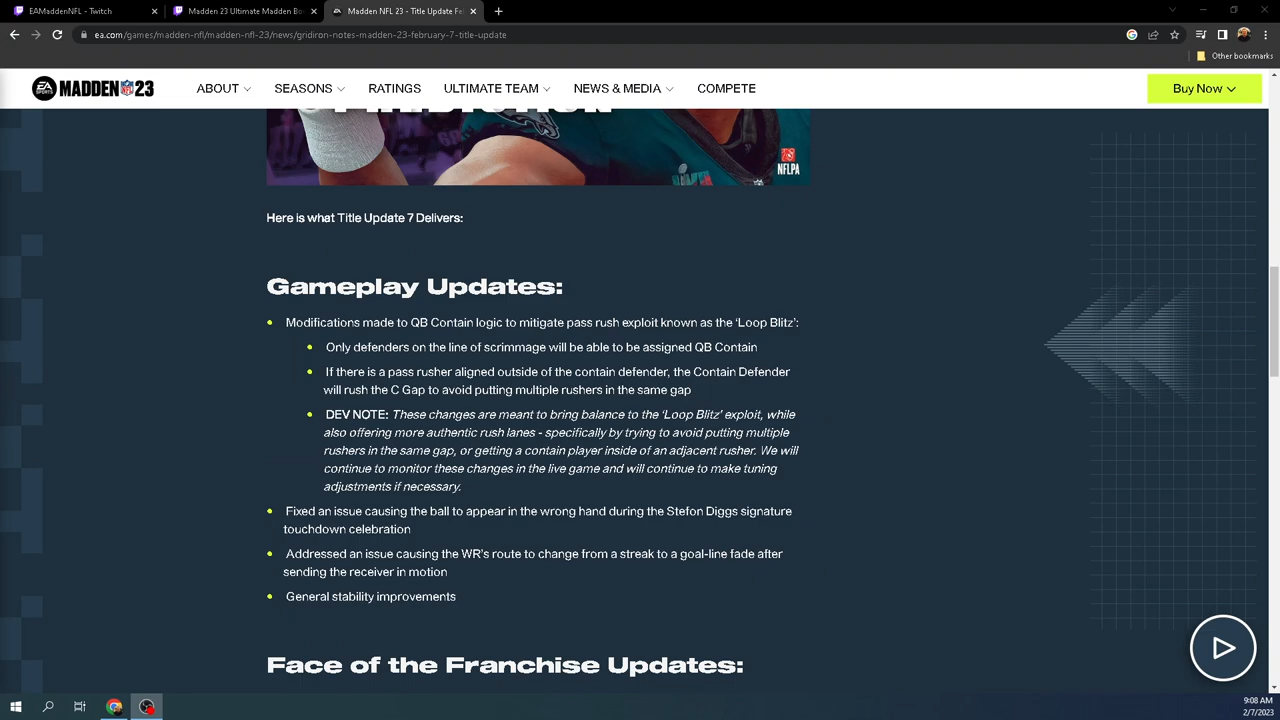 EAMaddenNFL - Twitch
Madden 23 Ultimate Madden Bo
Madden NFL 23 - Title Update Fe
ea.com/games/madden-nfl/madden-nfl-23/news/gridiron-notes-madden-23-february-7-title-update
Other bookmarks
EA SPORTS MADDEN NFL 23
ABOUT
SEASONS
RATINGS
ULTIMATE TEAM
NEWS & MEDIA
COMPETE
Buy Now
PREDICTION
NFLPA
Here is what Title Update 7 Delivers:
Gameplay Updates:
Modifications made to QB Contain logic to mitigate pass rush exploit known as the 'Loop Blitz':
Only defenders on the line of scrimmage will be able to be assigned QB Contain
If there is a pass rusher aligned outside of the contain defender, the Contain Defender
will rush the C Gap to avoid putting multiple rushers in the same gap
DEV NOTE: These changes are meant to bring balance to the 'Loop Blitz' exploit, while
also offering more authentic rush lanes - specifically by trying to avoid putting multiple
rushers in the same gap, or getting a contain player inside of an adjacent rusher. We will
continue to monitor these changes in the live game and will continue to make tuning
adjustments if necessary.
Fixed an issue causing the ball to appear in the wrong hand during the Stefon Diggs signature
touchdown celebration
Addressed an issue causing the WR's route to change from a streak to a goal-line fade after
sending the receiver in motion
General stability improvements
Face of the Franchise Updates:
9:08 AM
2/7/2023